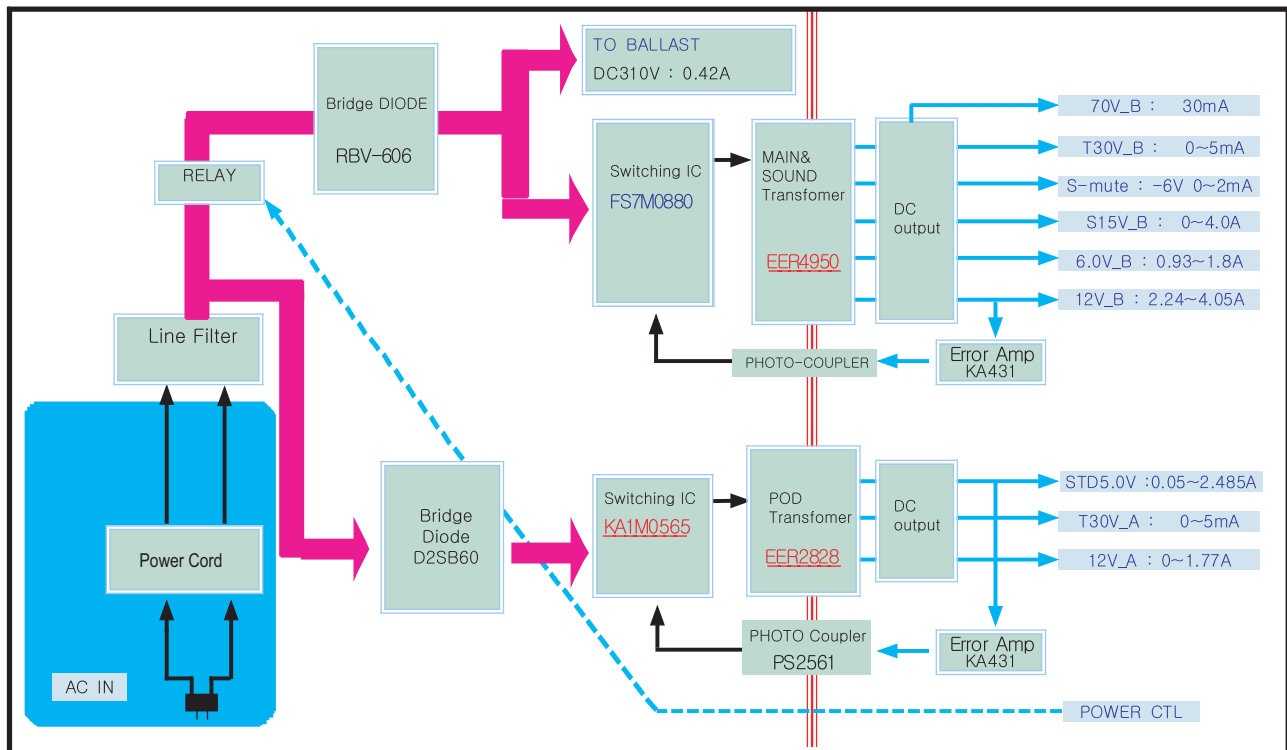 TO BALLAST
DC310V : 0.42A
Bridge DIODE
RBV-606
RELAY
Line Filter
Power Cord
AC IN
Switching IC
FS7M0880
MAIN&
SOUND
Transfomer
EER4950
DC
output
70V_B : 30mA
T30V_B : 0~5mA
S-mute : -6V 0~2mA
S15V_B : 0~4.0A
6.0V_B : 0.93~1.8A
12V_B : 2.24~4.05A
PHOTO-COUPLER
Error Amp
KA431
Bridge
Diode
D2SB60
Switching IC
KA1M0565
POD
Transfomer
EER2828
DC
output
STD5.0V :0.05~2.485A
T30V_A : 0~5mA
12V_A : 0~1.77A
PHOTO Coupler
PS2561
Error Amp
KA431
POWER CTL